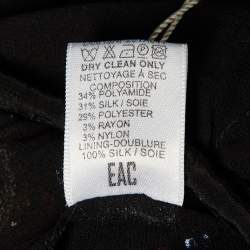 DRY CLEAN ONLY
NETTOYAGE À SEC
COMPOSITION
34% POLYAMIDE
31% SILK / SOIE
29% POLYESTER
3% RAYON
3% NYLON
LINING-DOUBLURE
100% SILK / SOIE
EAC